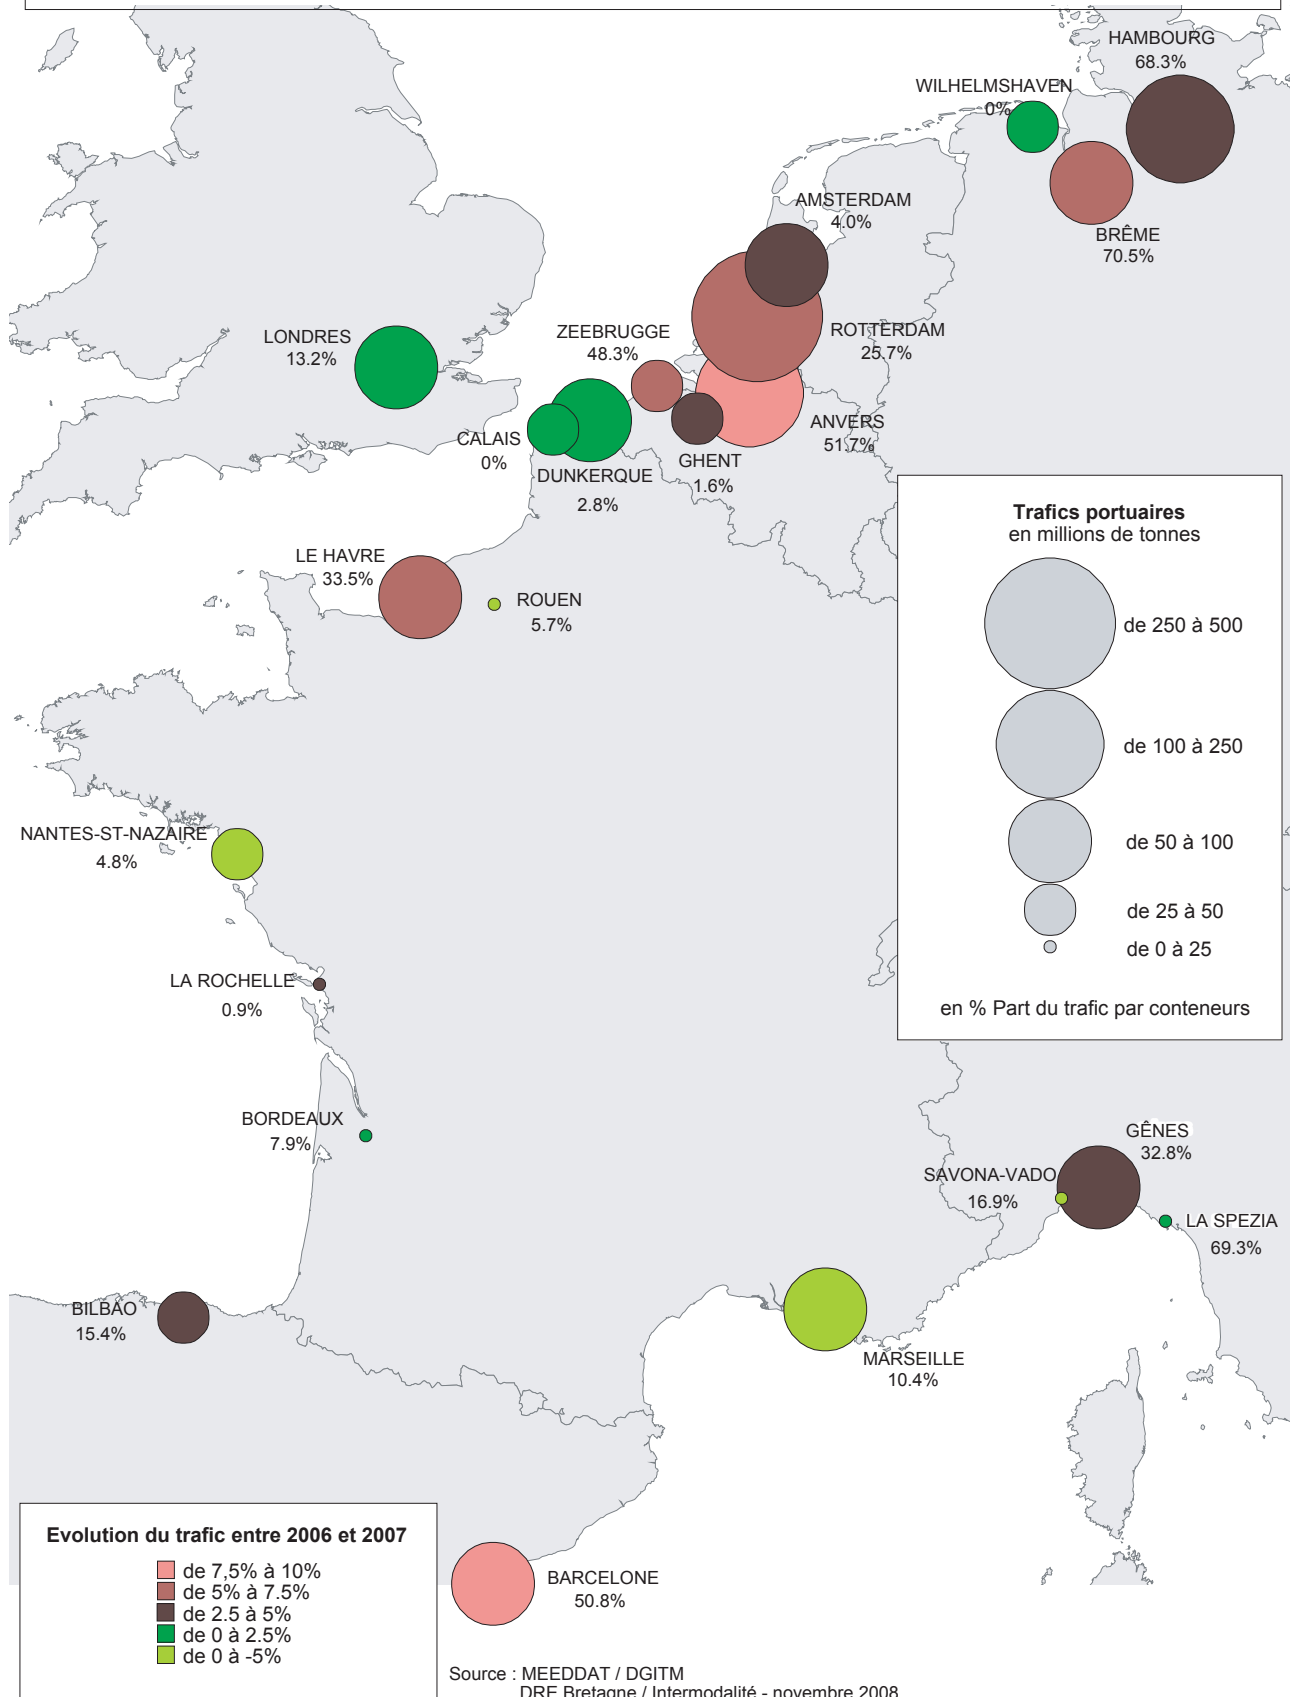 HAMBOURG
68.3%
WILHELMSHAVEN
0%
AMSTERDAM
4.0%
BRÊME
70.5%
LONDRES
13.2%
ZEEBRUGGE
48.3%
ROTTERDAM
25.7%
CALAIS
0%
DUNKERQUE
2.8%
GHENT
1.6%
ANVERS
51.7%
Trafics portuaires
en millions de tonnes
de 250 à 500
de 100 à 250
de 50 à 100
de 25 à 50
de 0 à 25
en % Part du trafic par conteneurs
LE HAVRE
33.5%
ROUEN
5.7%
NANTES-ST-NAZAIRE
4.8%
LA ROCHELLE
0.9%
BORDEAUX
7.9%
GÊNES
32.8%
SAVONA-VADO
16.9%
LA SPEZIA
69.3%
BILBAO
15.4%
MARSEILLE
10.4%
Evolution du trafic entre 2006 et 2007
de 7,5% à 10%
de 5% à 7.5%
de 2.5 à 5%
de 0 à 2.5%
de 0 à -5%
BARCELONE
50.8%
Source : MEEDDAT / DGITM
DRE Bretagne / Intermodalité - novembre 2008